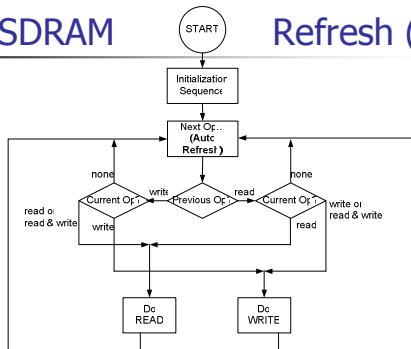 SDRAM Refresh (
START
Initialization
Sequence
Next Op..
(Auto
Refresh)
none
none
write
read
Current Op?
Previous Op?
Current Op?
read or
read & write
write or
read & write
write
read
Do
READ
Do
WRITE